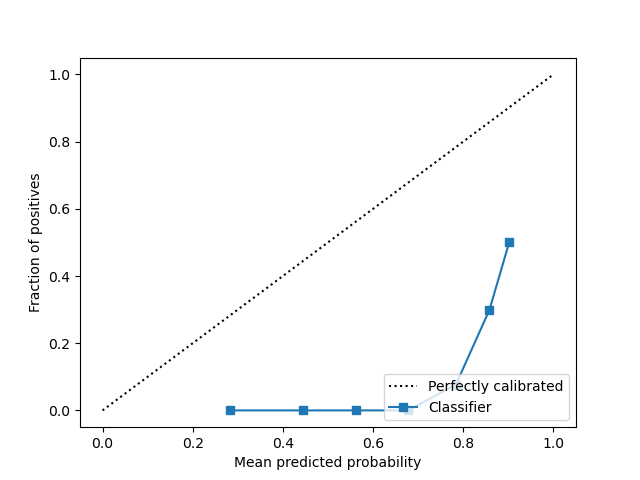 1.0
0.8
0.6
0.4
0.2
0.0
Fraction of positives
Perfectly calibrated
Classifier
0.0 0.2 0.4 0.6 0.8 1.0
Mean predicted probability